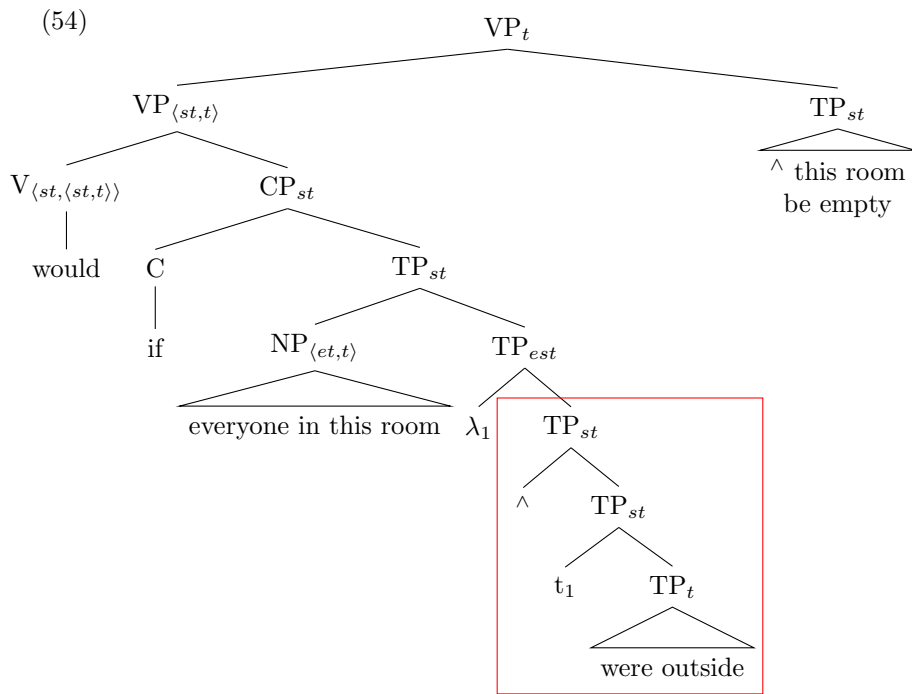 (54)
VP_t
VP_⟨st,t⟩ TP_st
V_⟨st,⟨st,t⟩⟩ CP_st ^ this room
be empty
would C TP_st
if NP_⟨et,t⟩ TP_est
everyone in this room λ_1 TP_st
^ TP_st
t_1 TP_t
were outside